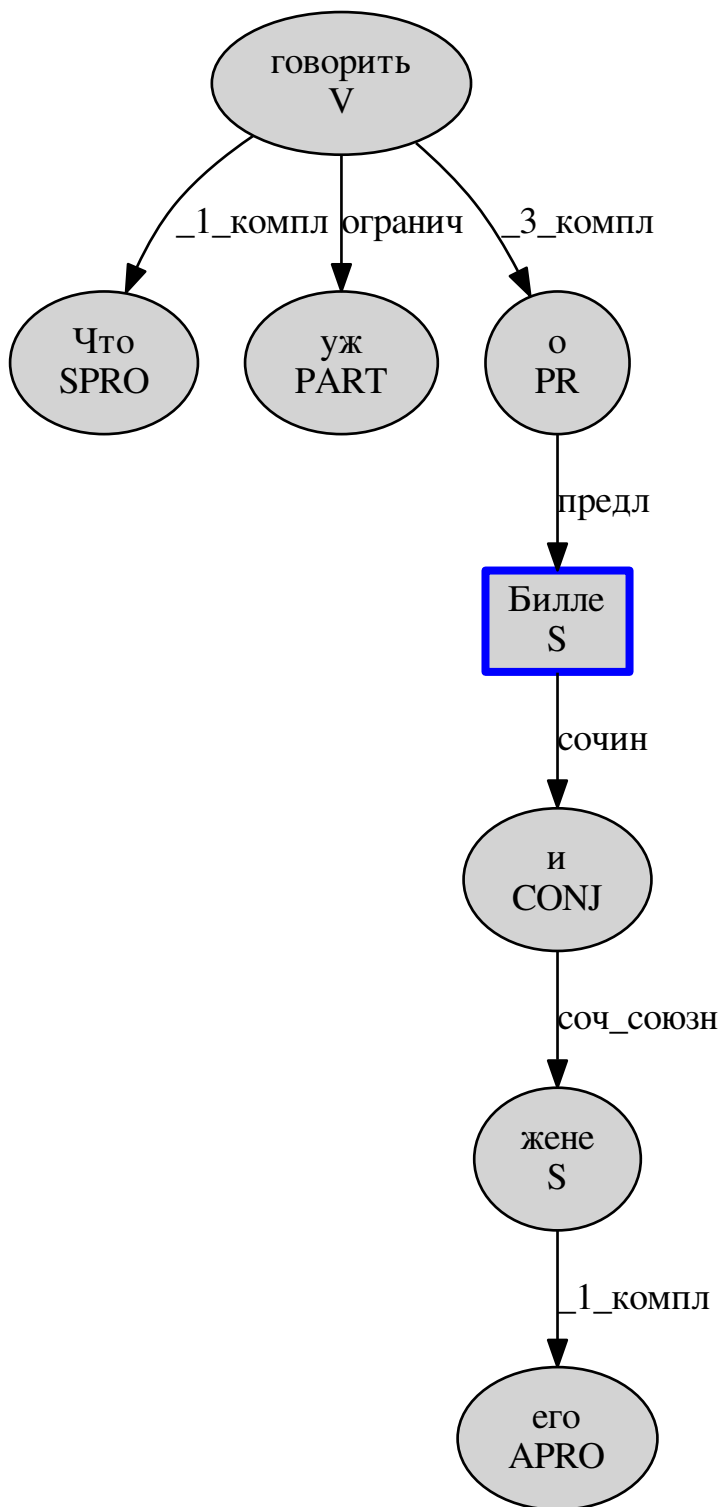 говорить
V
_1_компл
огранич
_3_компл
Что
SPRO
уж
PART
о
PR
предл
Билле
S
сочин
и
CONJ
соч_союзн
жене
S
_1_компл
его
APRO